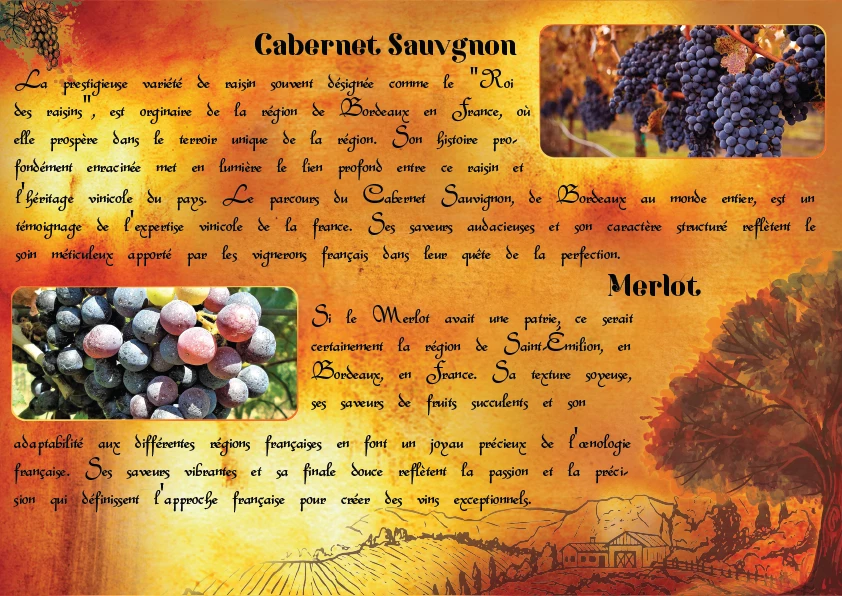 Cabernet Sauvgnon
La prestigieuse variété de raisin souvent désignée comme le "Roi
des raisins", est orginaire de la région de Bordeaux en France, où
elle prospère dans le terroir unique de la région. Son histoire pro-
fondément enracinée met en lumière le lien profond entre ce raisin et
l'héritage vinicole du pays. Le parcours du Cabernet Sauvignon, de Bordeaux au monde entier, est un
témoignage de l'expertise vinicole de la france. Ses saveurs audacieuses et son caractère structuré reflètent le
soin méticuleux apporté par les vignerons français dans leur quête de la perfection.
Merlot
Si le Merlot avait une patrie, ce serait
certainement la région de Saint-Émilion, en
Bordeaux, en France. Sa texture soyeuse,
ses saveurs de fruits succulents et son
adaptabilité aux différentes régions françaises en font un joyau précieux de l'œnologie
française. Ses saveurs vibrantes et sa finale douce reflètent la passion et la préci-
sion qui définissent l'approche française pour créer des vins exceptionnels.